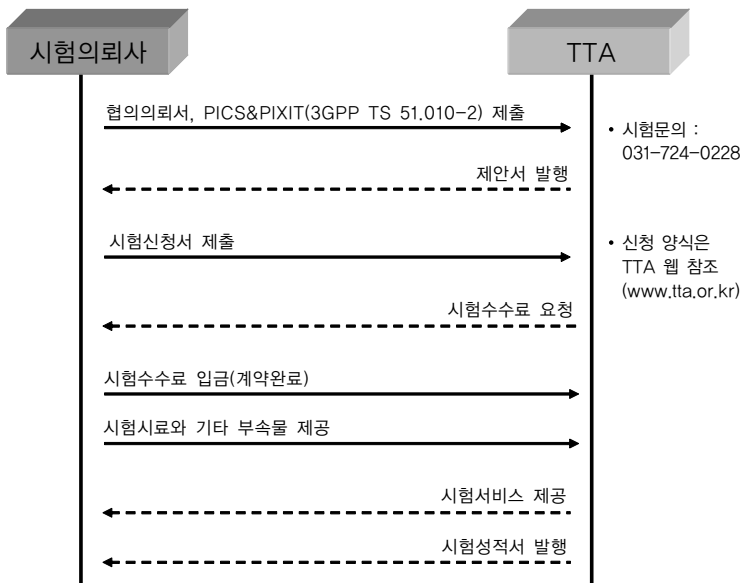 시험의뢰사
TTA
협의의뢰서, PICS&PIXIT(3GPP TS 51.010-2) 제출
• 시험문의 :
031-724-0228
제안서 발행
시험신청서 제출
• 신청 양식은
TTA 웹 참조
(www.tta.or.kr)
시험수수료 요청
시험수수료 입금(계약완료)
시험시료와 기타 부속물 제공
시험서비스 제공
시험성적서 발행